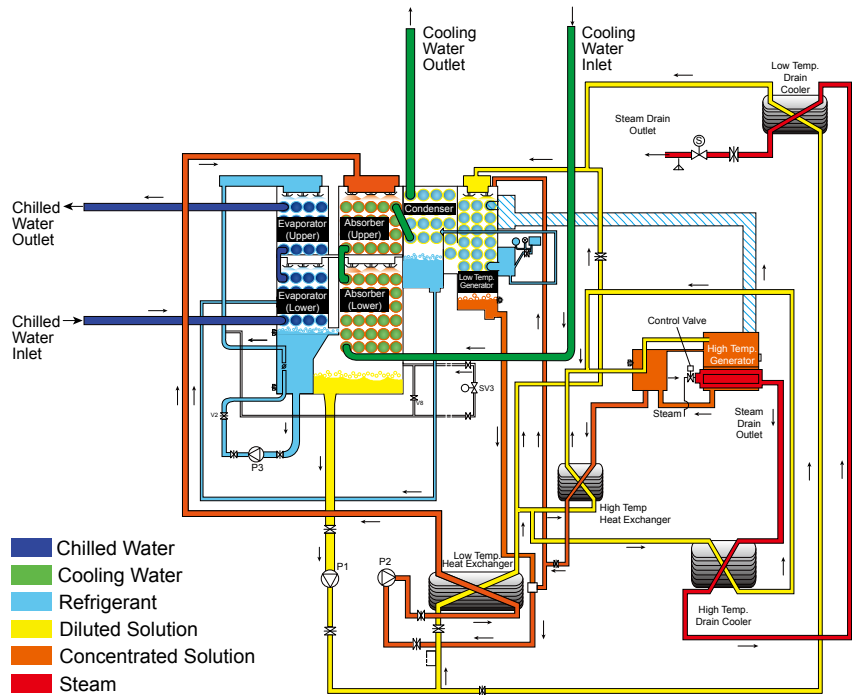 Cooling
Water
Outlet
Cooling
Water
Inlet
Low Temp.
Drain
Cooler
Steam Drain
Outlet
S
Chilled
Water
Outlet
Evaporator
(Upper)
Absorber
(Upper)
Condenser
Low Temp.
Generator
Evaporator
(Lower)
Absorber
(Lower)
Chilled
Water
Inlet
Control Valve
High Temp.
Generator
SV3
V2
V8
Steam
Steam
Drain
Outlet
P3
High Temp
Heat Exchanger
Low Temp.
Heat Exchanger
P1
P2
High Temp.
Drain Cooler
Chilled Water
Cooling Water
Refrigerant
Diluted Solution
Concentrated Solution
Steam